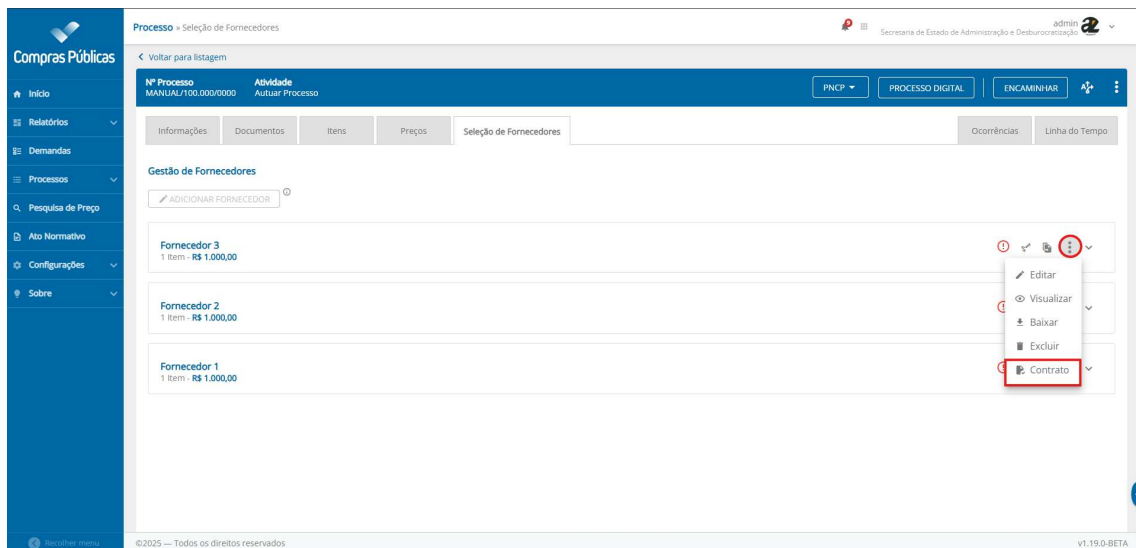 Compras Públicas
Início
Relatórios
Demandas
Processos
Pesquisa de Preço
Ato Normativo
Configurações
Sobre
Recolher menu
Processo » Seleção de Fornecedores
admin
Secretaria de Estado de Administração e Desburocratização
Voltar para listagem
Nº Processo
MANUAL/100.000/0000
Atividade
Autuar Processo
PNCP
PROCESSO DIGITAL
ENCAMINHAR
Informações
Documentos
Itens
Preços
Seleção de Fornecedores
Ocorrências
Linha do Tempo
Gestão de Fornecedores
ADICIONAR FORNECEDOR
Fornecedor 3
1 Item - R$ 1.000,00
Editar
Visualizar
Baixar
Excluir
Contrato
Fornecedor 2
1 Item - R$ 1.000,00
Fornecedor 1
1 Item - R$ 1.000,00
©2025 — Todos os direitos reservados
v1.19.0-BETA